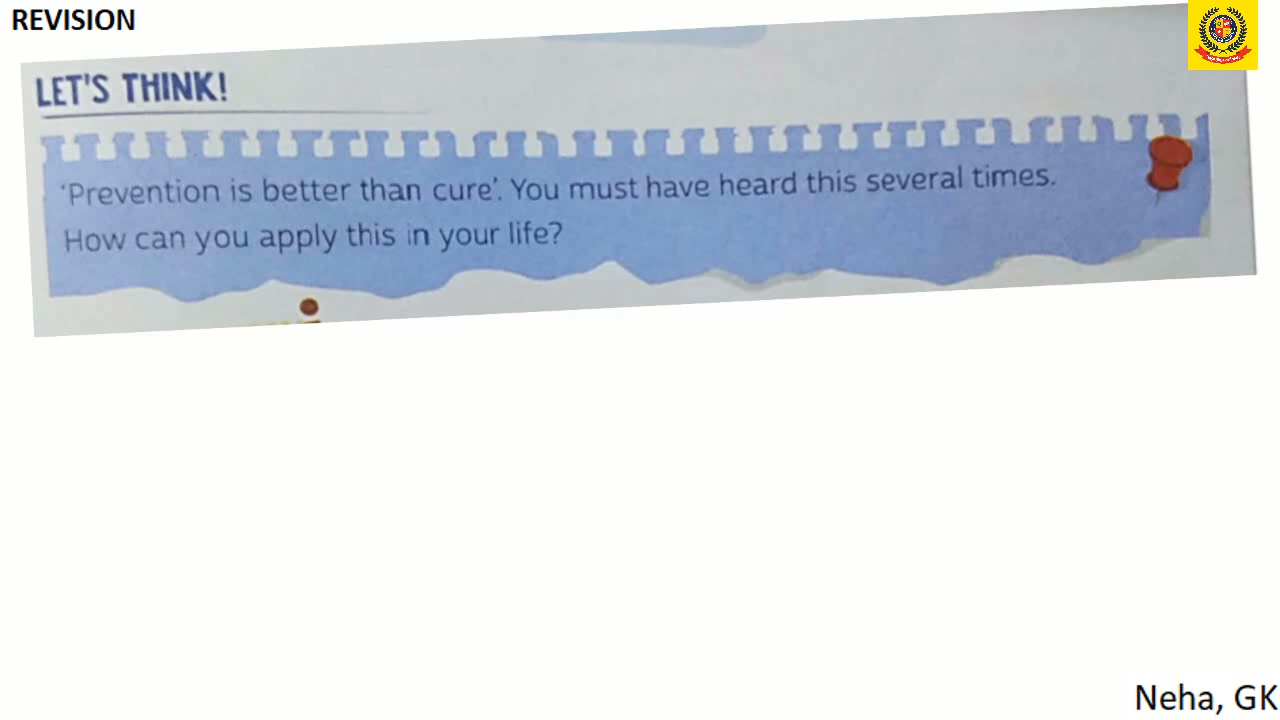 REVISION
LET'S THINK!
'Prevention is better than cure'. You must have heard this several times.
How can you apply this in your life?
Neha, GK